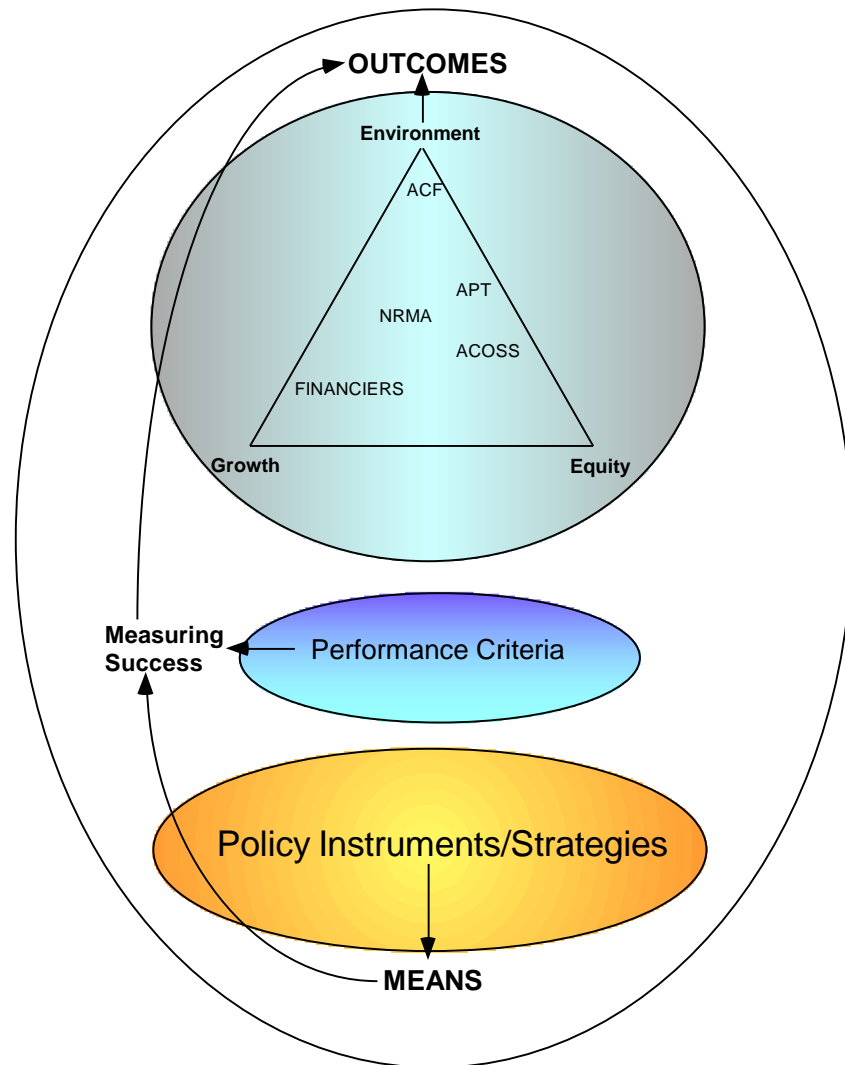 OUTCOMES
Environment
ACF
APT
NRMA
ACOSS
FINANCIERS
Growth
Equity
Measuring
Success
Performance Criteria
Policy Instruments/Strategies
MEANS